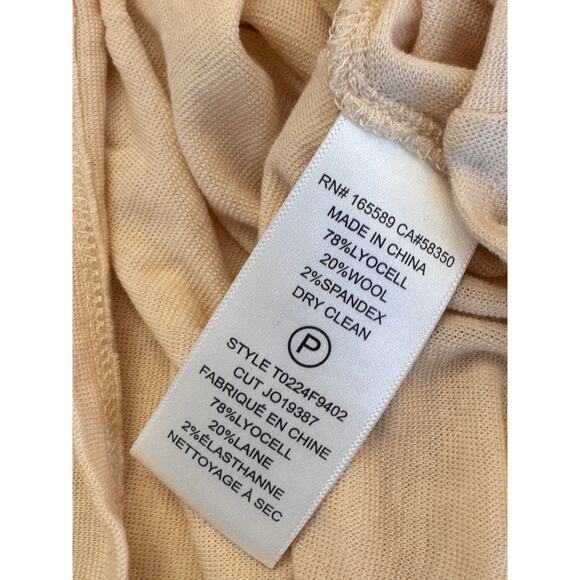 RN# 165589 CA#58350
MADE IN CHINA
78%LYOCELL
20%WOOL
2%SPANDEX
DRY CLEAN
P
STYLE T0224F9402
CUT JO19387
FABRIQUÉ EN CHINE
78%LYOCELL
20%LAINE
2%ÉLASTHANNE
NETTOYAGE À SEC